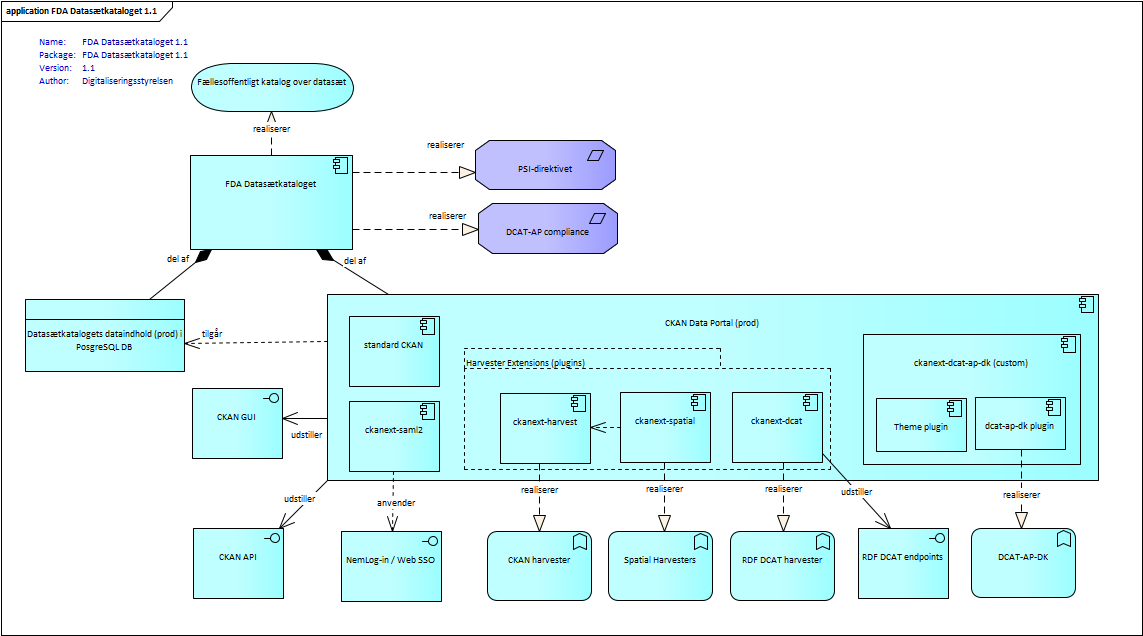 application FDA Datasætkataloget 1.1
Name: FDA Datasætkataloget 1.1
Package: FDA Datasætkataloget 1.1
Version: 1.1
Author: Digitaliseringsstyrelsen
Fællesoffentligt katalog over datasæt
realiserer
realiserer
PSI-direktivet
FDA Datasætkataloget
realiserer
DCAT-AP compliance
del af
del af
CKAN Data Portal (prod)
Datasætkatalogets dataindhold (prod) i
PosgreSQL DB
tilgår
standard CKAN
Harvester Extensions (plugins)
ckanext-dcat-ap-dk (custom)
CKAN GUI
udstiller
ckanext-saml2
ckanext-harvest
ckanext-spatial
ckanext-dcat
Theme plugin
dcat-ap-dk plugin
udstiller
anvender
realiserer
realiserer
realiserer
udstiller
realiserer
CKAN API
NemLog-in / Web SSO
CKAN harvester
Spatial Harvesters
RDF DCAT harvester
RDF DCAT endpoints
DCAT-AP-DK